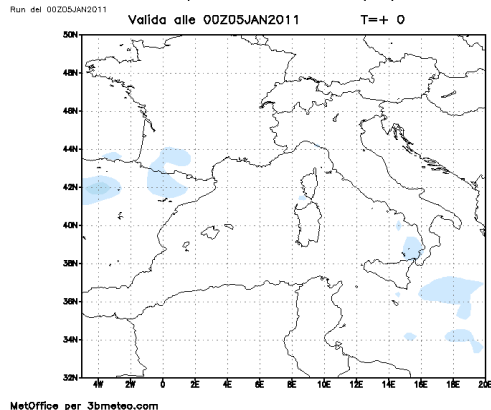 Run del 00Z05JAN2011
Valida alle 00Z05JAN2011 T=+ 0
50N
48N
46N
44N
42N
40N
38N
36N
34N
32N
4W 2W 0 2E 4E 6E 8E 10E 12E 14E 16E 18E 20E
MetOffice per 3bmeteo.com